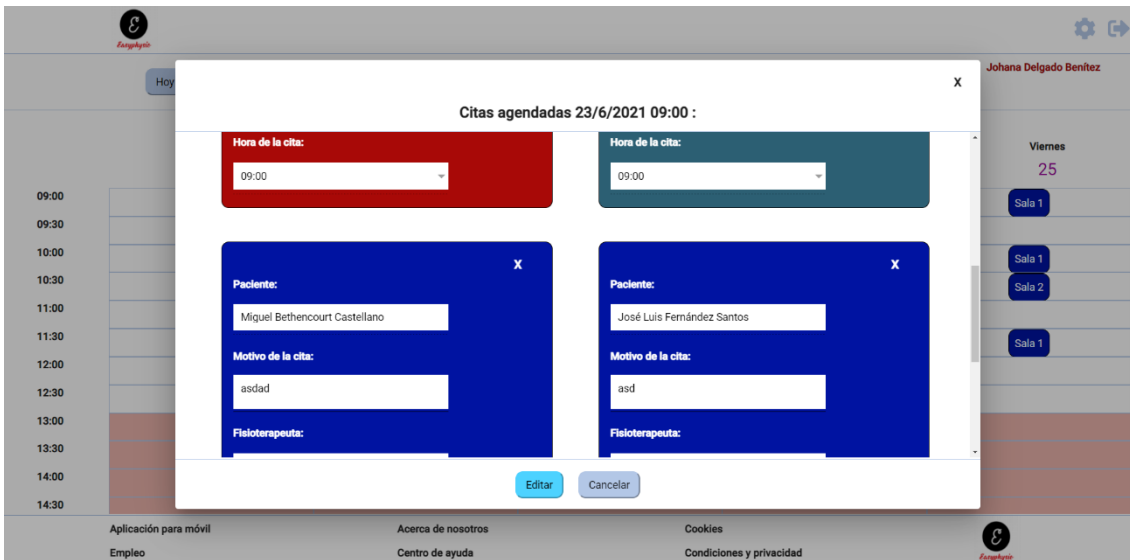 Ɛ
Easyphysio
Hoy
Johana Delgado Benítez
X
Citas agendadas 23/6/2021 09:00 :
Hora de la cita:
09:00
Hora de la cita:
09:00
Viernes
25
09:00
Sala 1
09:30
10:00
Sala 1
10:30
Sala 2
11:00
11:30
Sala 1
12:00
12:30
13:00
13:30
14:00
14:30
X
Paciente:
Miguel Bethencourt Castellano
Motivo de la cita:
asdad
Fisioterapeuta:
X
Paciente:
José Luis Fernández Santos
Motivo de la cita:
asd
Fisioterapeuta:
Editar
Cancelar
Aplicación para móvil
Acerca de nosotros
Cookies
Empleo
Centro de ayuda
Condiciones y privacidad
Ɛ
Easyphysio